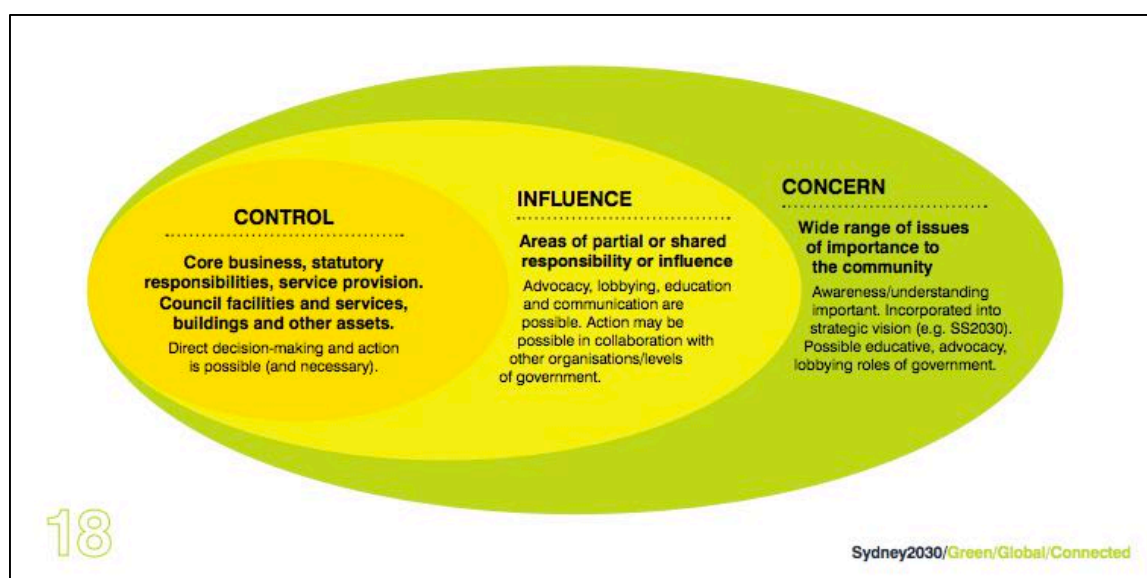 CONTROL
Core business, statutory
responsibilities, service provision.
Council facilities and services,
buildings and other assets.
Direct decision-making and action
is possible (and necessary).
INFLUENCE
Areas of partial or shared
responsibility or influence
Advocacy, lobbying, education
and communication are
possible. Action may be
possible in collaboration with
other organisations/levels
of government.
CONCERN
Wide range of issues
of importance to
the community
Awareness/understanding
important. Incorporated into
strategic vision (e.g. SS2030).
Possible educative, advocacy,
lobbying roles of government.
18
Sydney2030/Green/Global/Connected